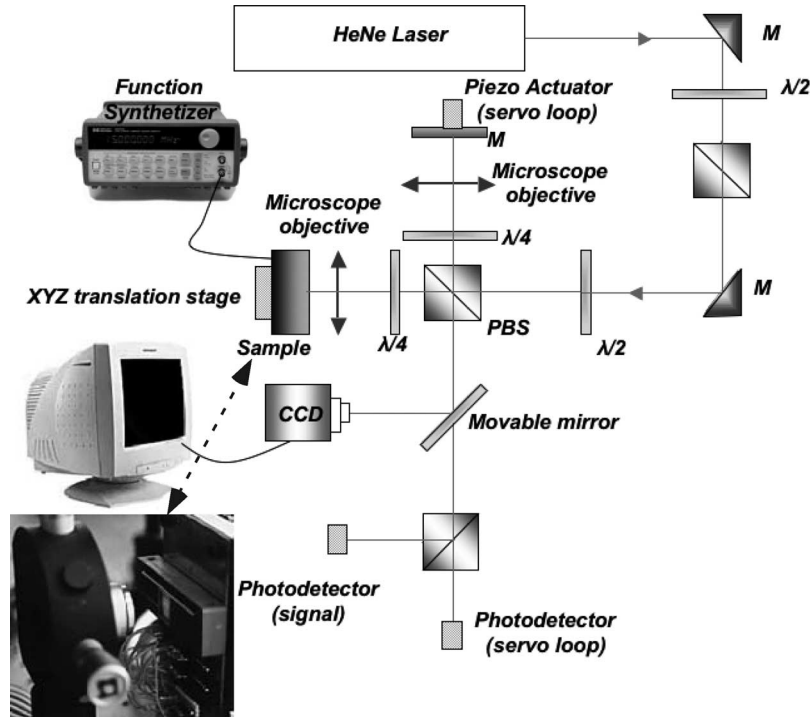 HeNe Laser
M
Function
Synthetizer
Piezo Actuator
(servo loop)
λ/2
M
Microscope
objective
Microscope
objective
λ/4
XYZ translation stage
M
PBS
λ/4
λ/2
Sample
CCD
Movable mirror
Photodetector
(signal)
Photodetector
(servo loop)